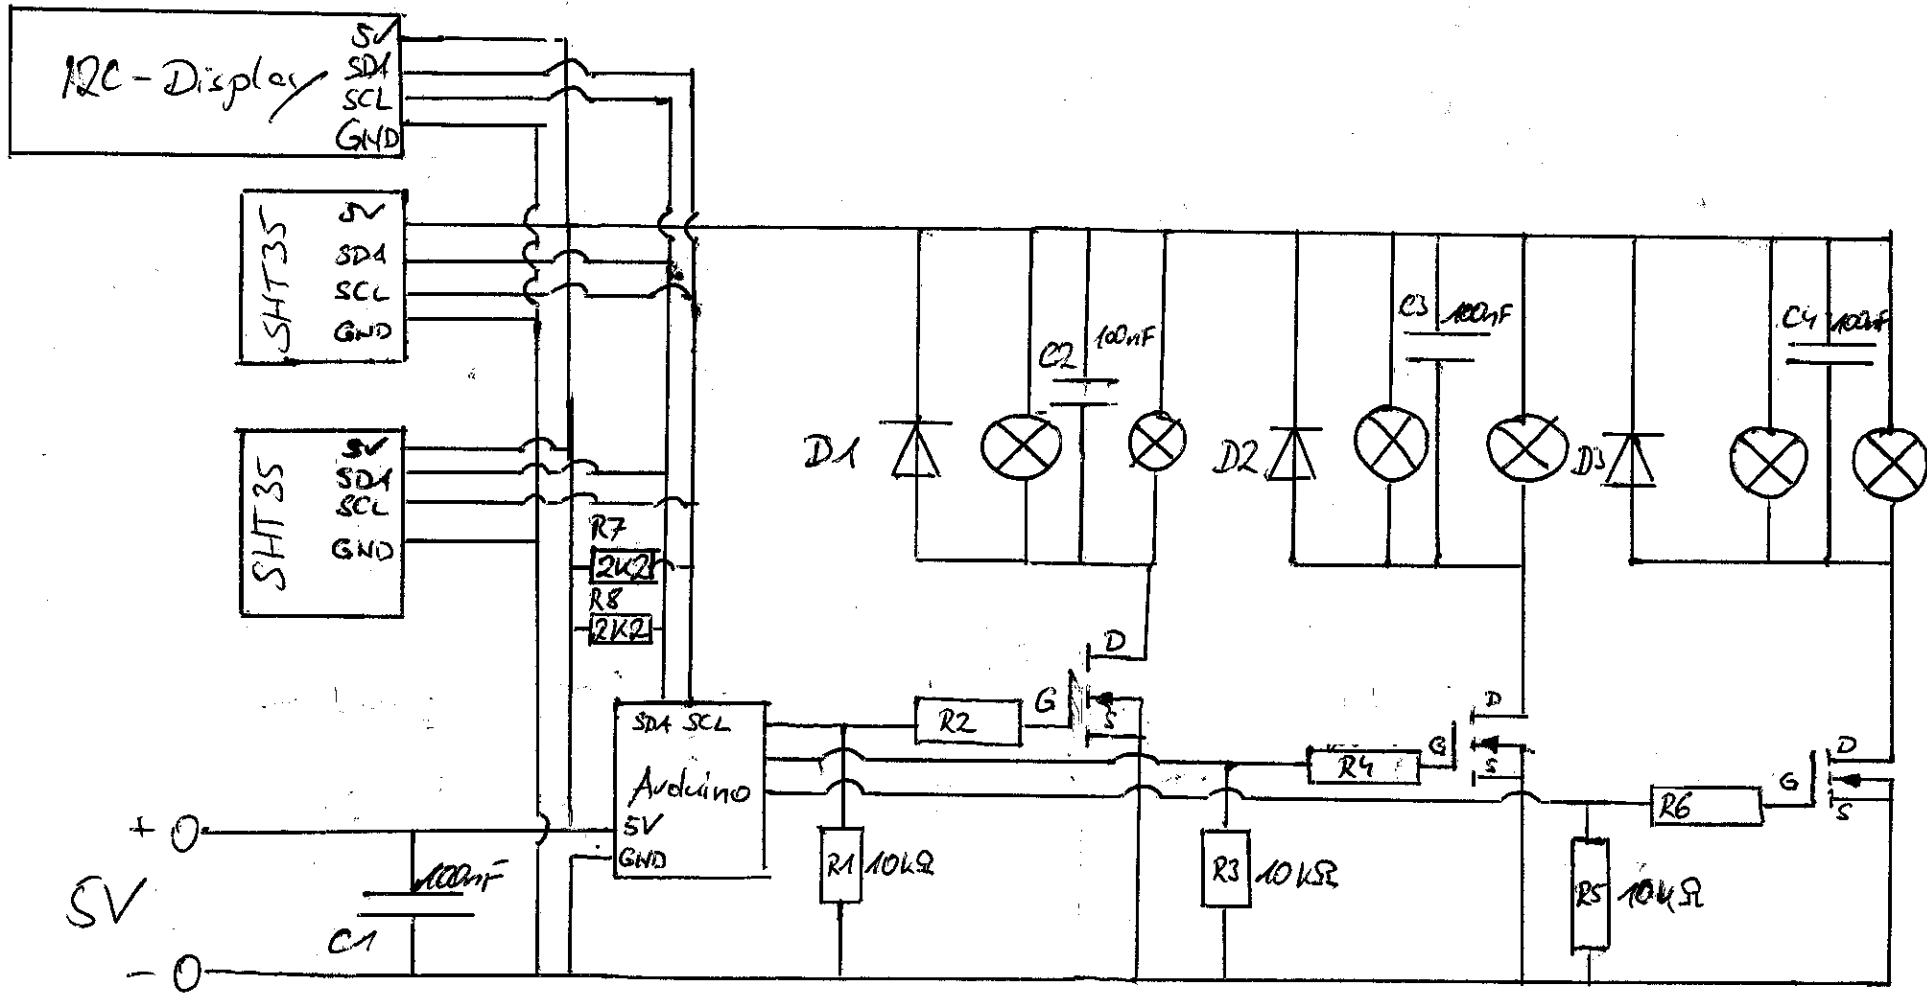 I2C-Display
5V
SDA
SCL
GND
SHT35
5V
SDA
SCL
GND
SHT35
5V
SDA
SCL
GND
R7
2K2
R8
2K2
D1
C2
100nF
D2
C3
100nF
D3
C4
100nF
SDA SCL
Arduino
5V
GND
R2
G
D
S
R4
G
D
S
R6
G
D
S
R1
10kΩ
R3
10kΩ
R5
10kΩ
+
5V
-
100nF
C1